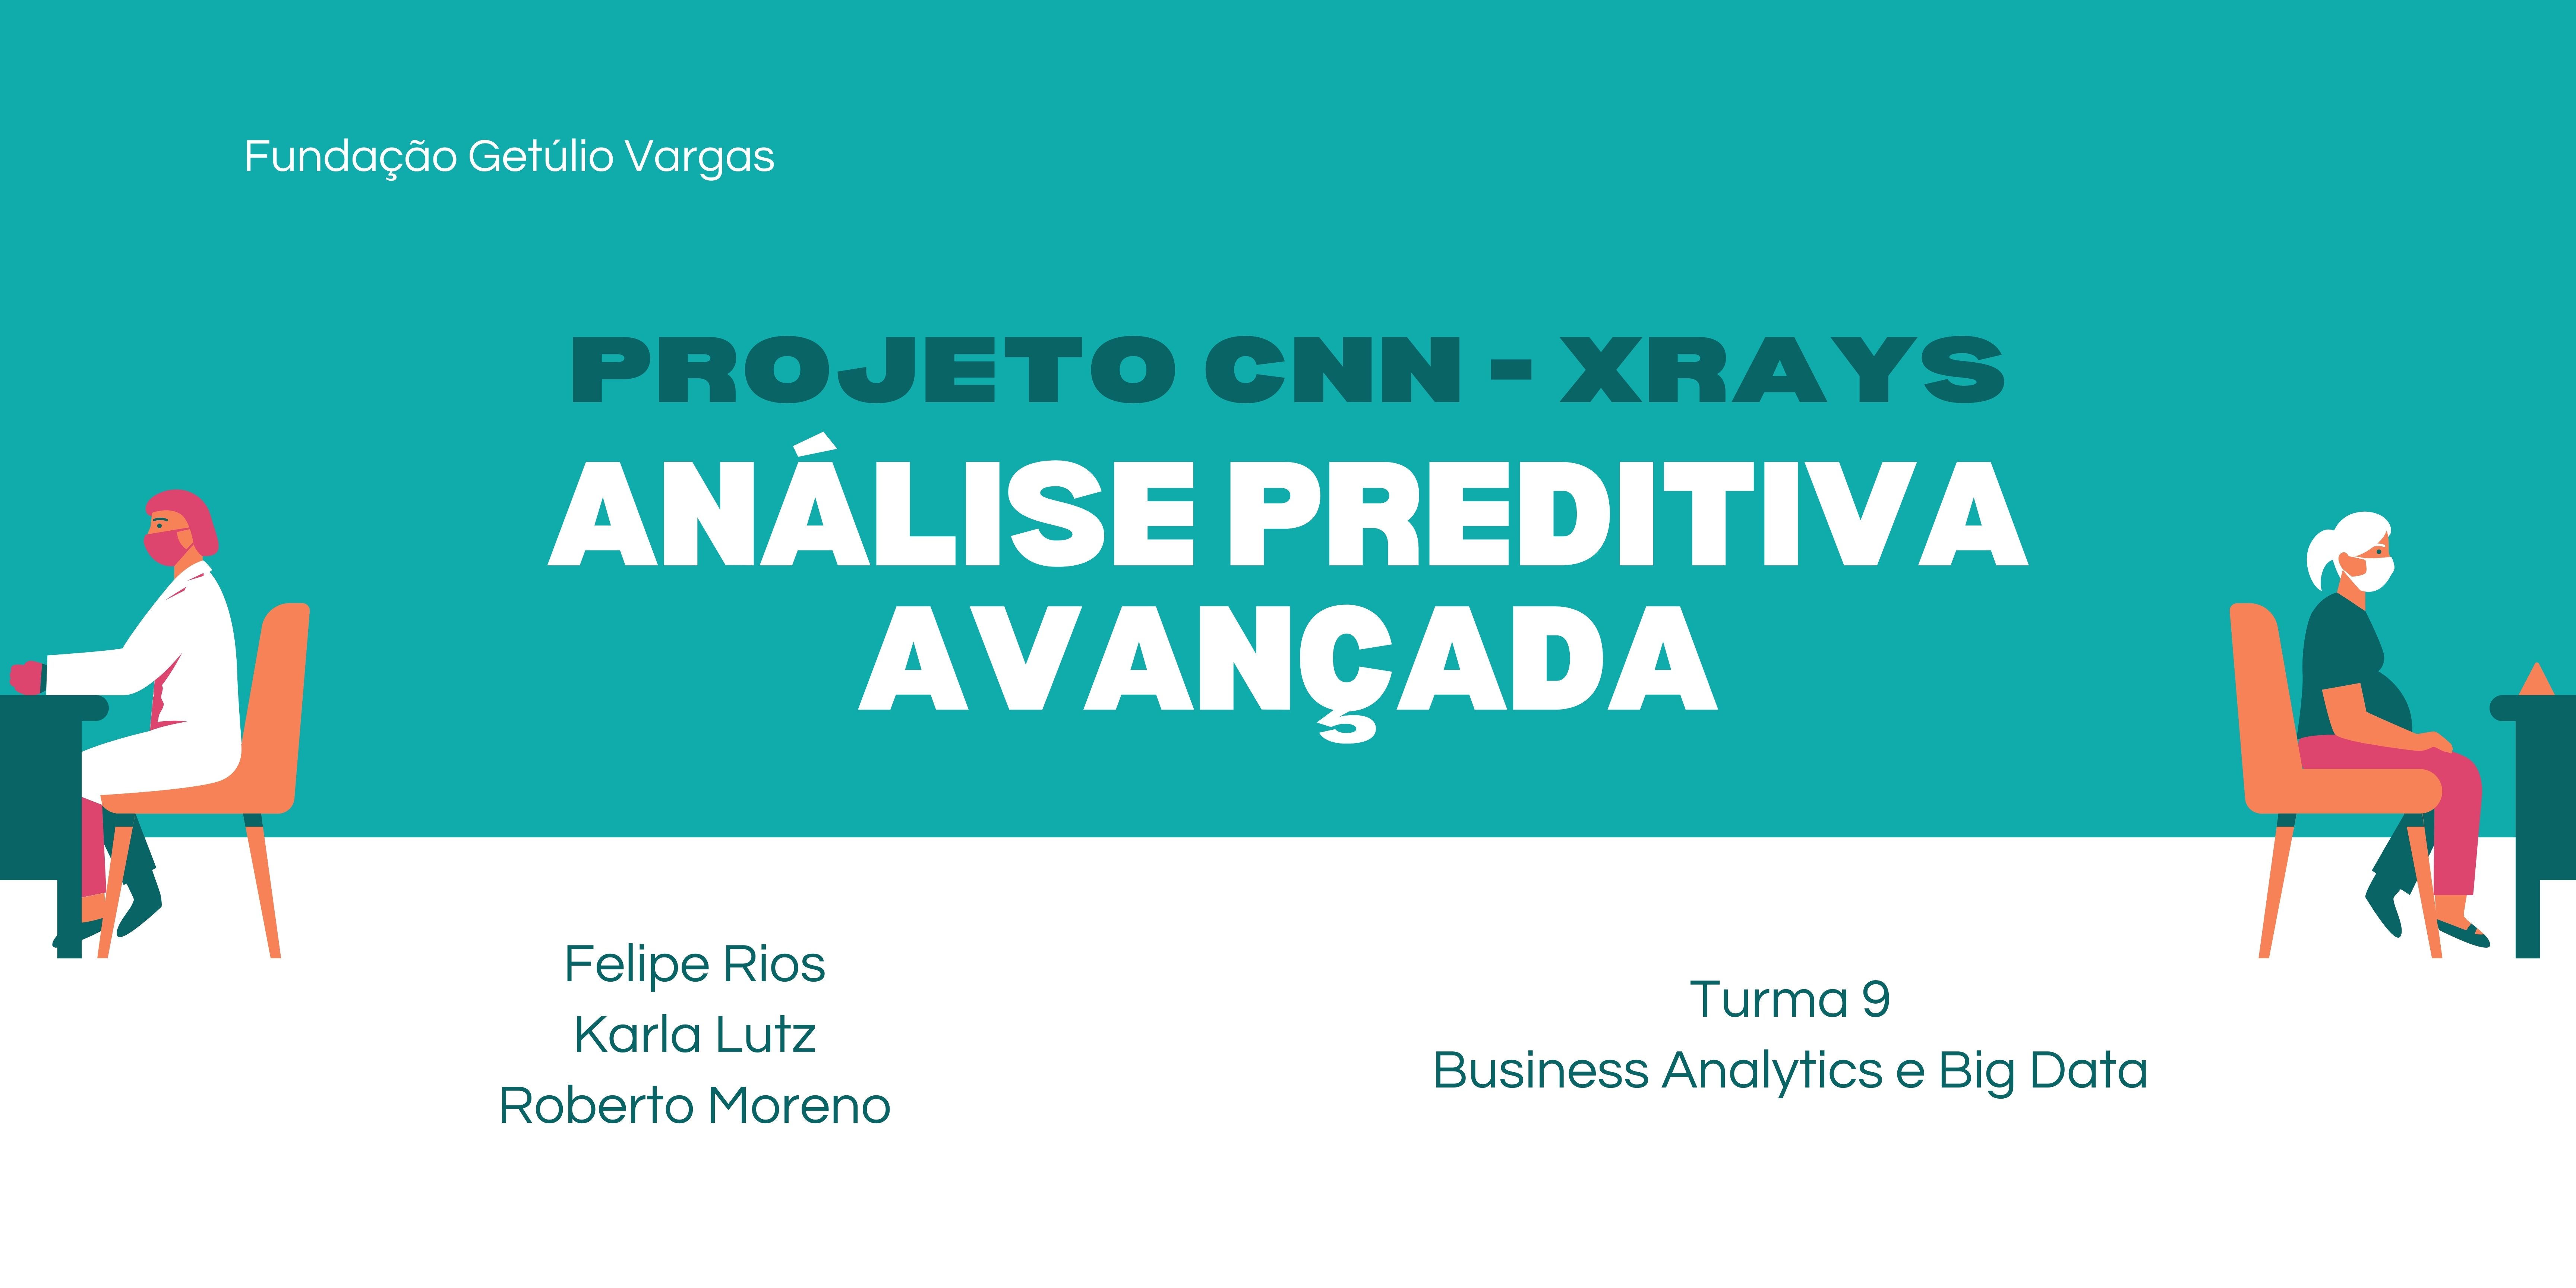 Fundação Getúlio Vargas
PROJETO CNN - XRAYS
ANÁLISE PREDITIVA
AVANÇADA
Felipe Rios
Karla Lutz
Roberto Moreno
Turma 9
Business Analytics e Big Data